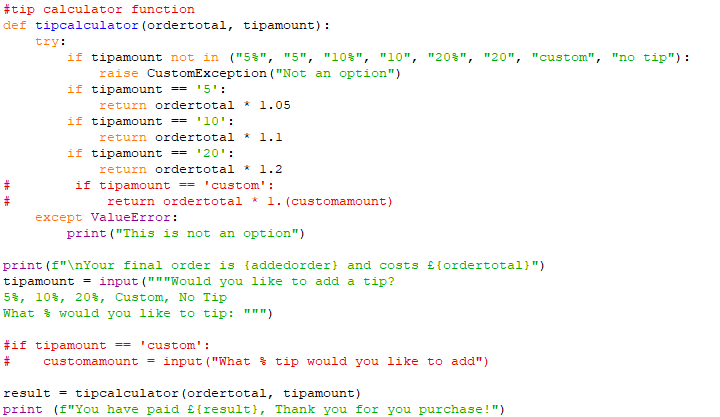 #tip calculator function
def tipcalculator(ordertotal, tipamount):
    try:
        if tipamount not in ("5%", "5", "10%", "10", "20%", "20", "custom", "no tip"):
            raise CustomException("Not an option")
        if tipamount == '5':
            return ordertotal * 1.05
        if tipamount == '10':
            return ordertotal * 1.1
        if tipamount == '20':
            return ordertotal * 1.2
#        if tipamount == 'custom':
#            return ordertotal * 1.(customamount)
    except ValueError:
        print("This is not an option")

print(f"\nYour final order is {addedorder} and costs £{ordertotal}")
tipamount = input("""Would you like to add a tip?
5%, 10%, 20%, Custom, No Tip
What % would you like to tip: """)

#if tipamount == 'custom':
#    customamount = input("What % tip would you like to add")

result = tipcalculator(ordertotal, tipamount)
print (f"You have paid £{result}, Thank you for you purchase!")